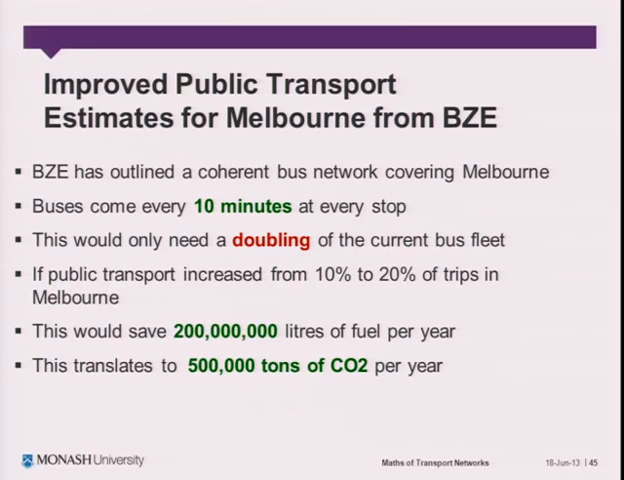 Improved Public Transport
Estimates for Melbourne from BZE
▪ BZE has outlined a coherent bus network covering Melbourne
▪ Buses come every 10 minutes at every stop
▪ This would only need a doubling of the current bus fleet
▪ If public transport increased from 10% to 20% of trips in
Melbourne
▪ This would save 200,000,000 litres of fuel per year
▪ This translates to 500,000 tons of CO2 per year
MONASH University
Maths of Transport Networks
18-Jun-13 | 45